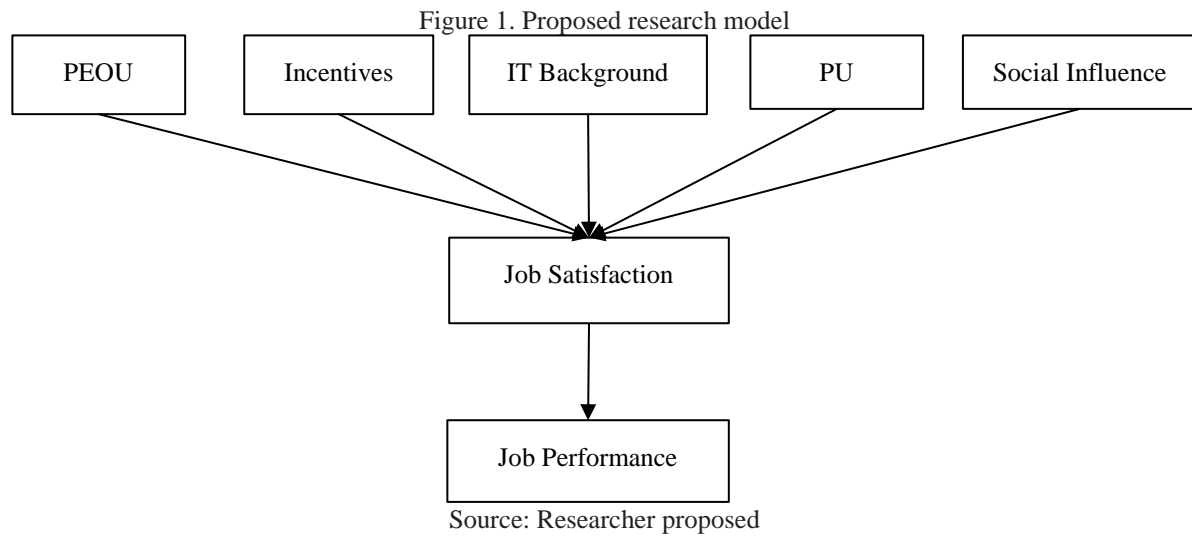 Figure 1. Proposed research model
PEOU
Incentives
IT Background
PU
Social Influence
Job Satisfaction
Job Performance
Source: Researcher proposed